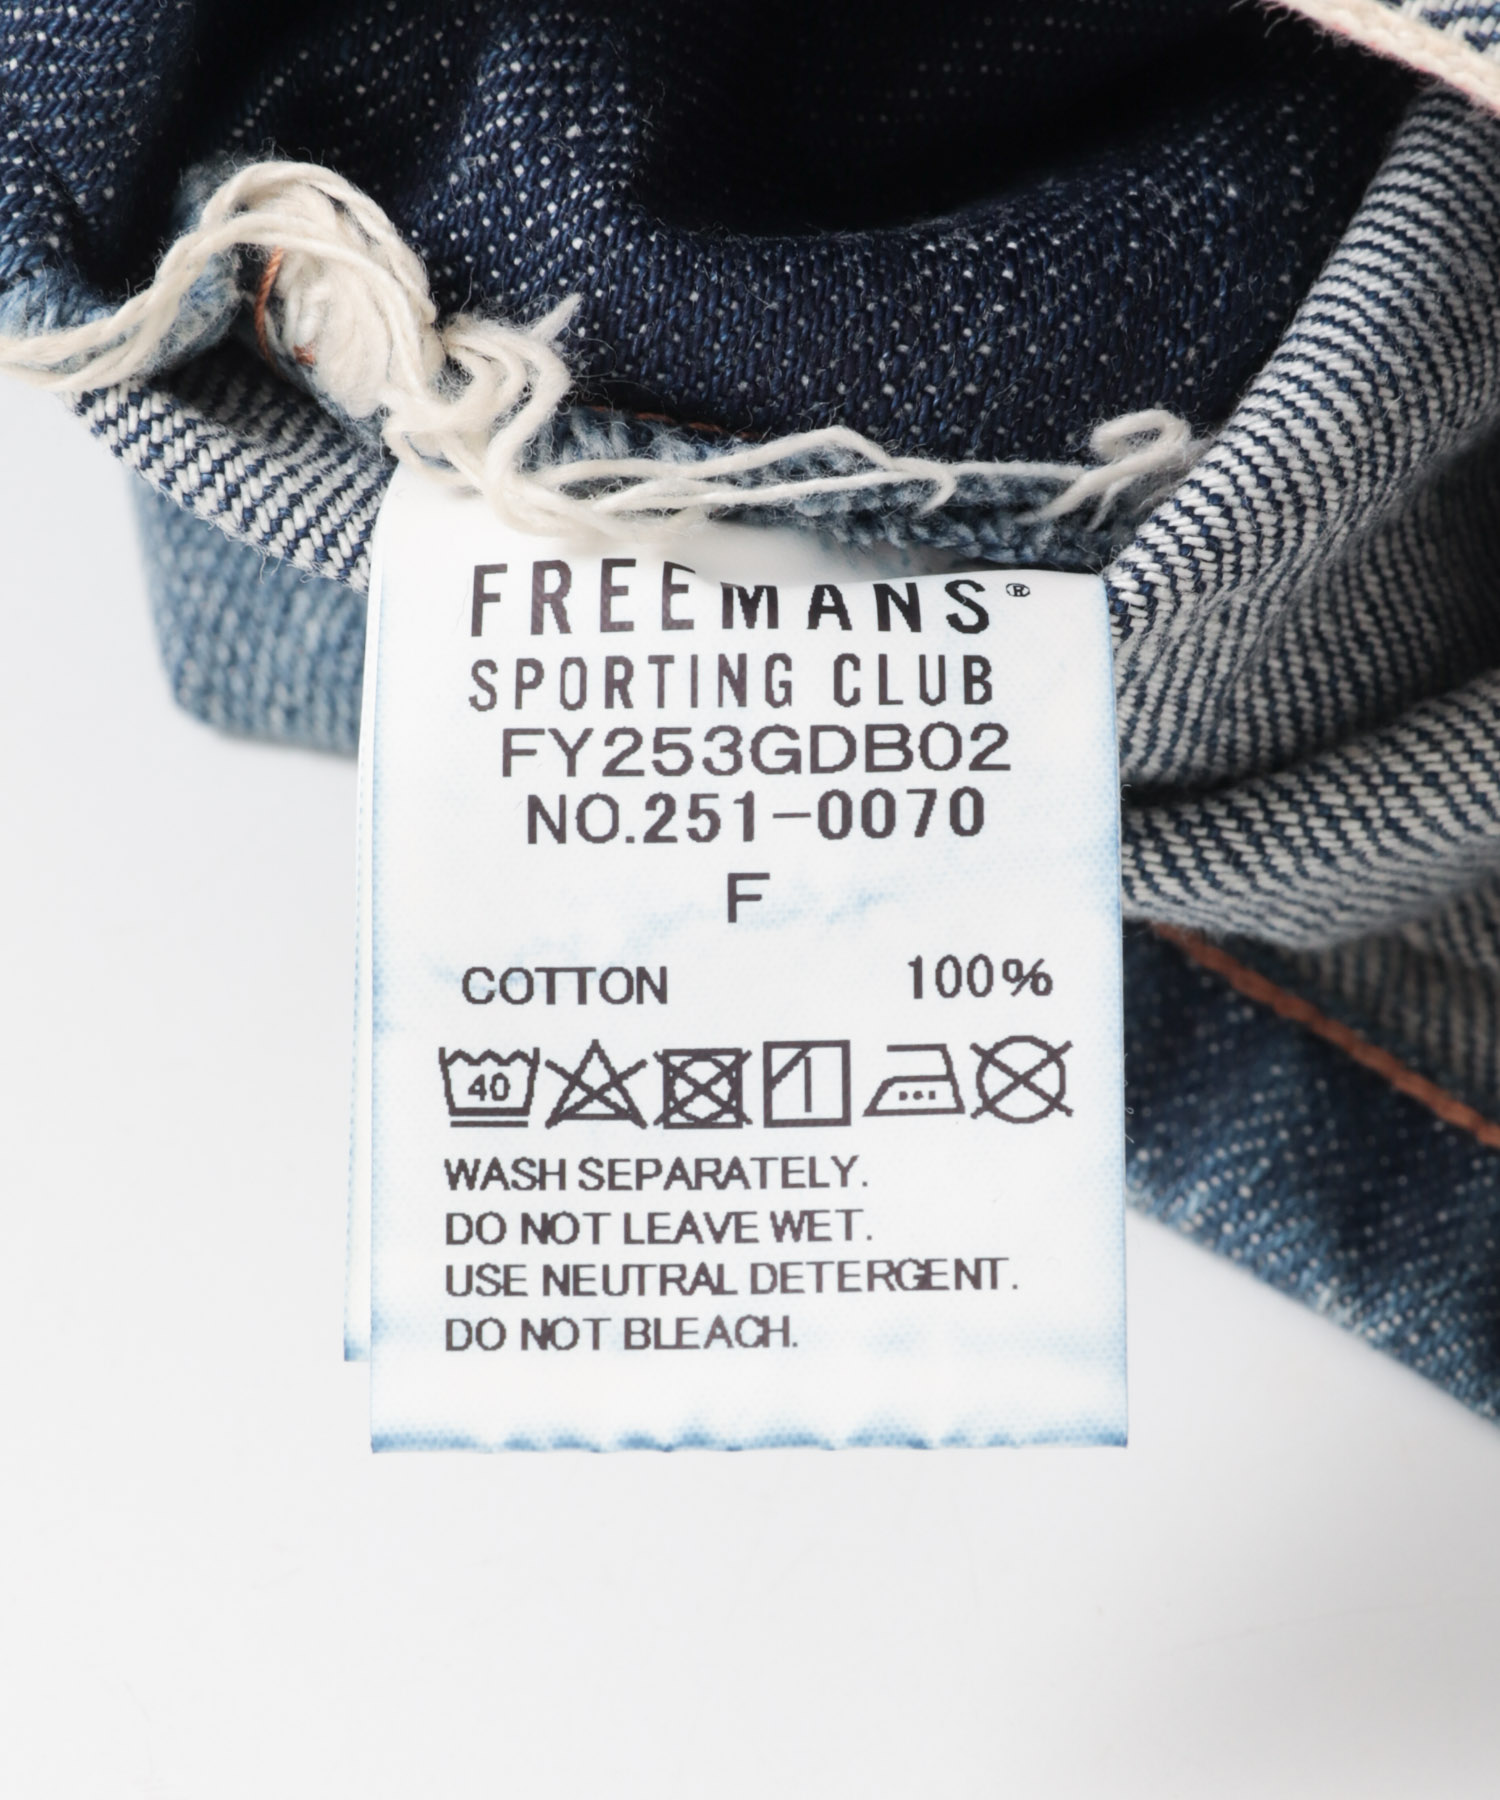 FREEMANS®
SPORTING CLUB
FY253GDB02
NO.251-0070
F
COTTON 100%
40
WASH SEPARATELY.
DO NOT LEAVE WET.
USE NEUTRAL DETERGENT.
DO NOT BLEACH.